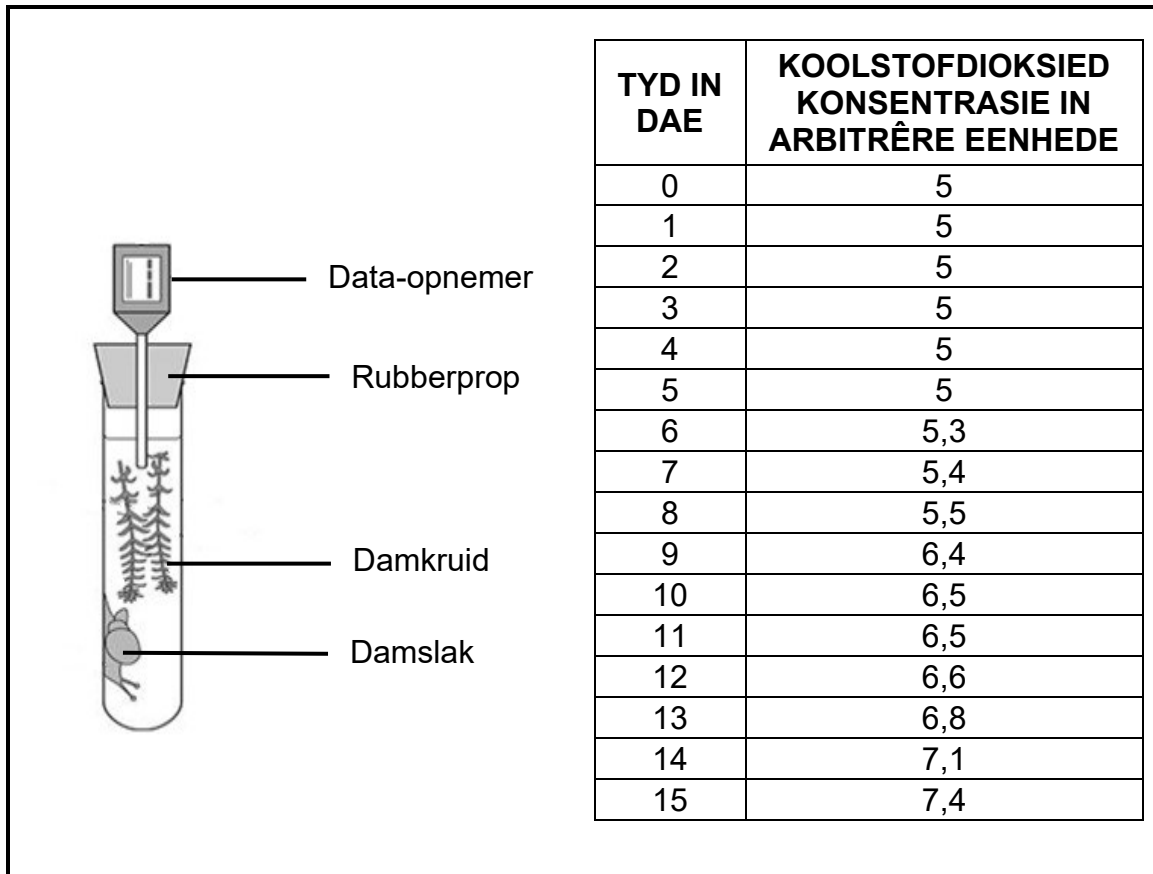 Data-opnemer
Rubberprop
Damkruid
Damslak
TYD IN
DAE
KOOLSTOFDIOKSIED
KONSENTRASIE IN
ARBITRÊRE EENHEDE
0 5
1 5
2 5
3 5
4 5
5 5
6 5,3
7 5,4
8 5,5
9 6,4
10 6,5
11 6,5
12 6,6
13 6,8
14 7,1
15 7,4